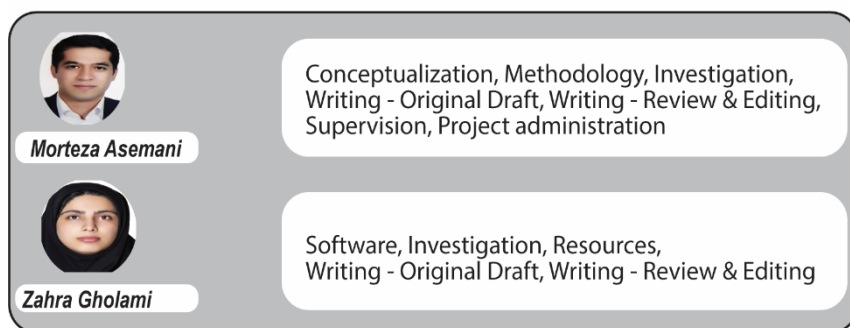 Conceptualization, Methodology, Investigation,
Writing - Original Draft, Writing - Review & Editing,
Supervision, Project administration
Morteza Asemani
Software, Investigation, Resources,
Writing - Original Draft, Writing - Review & Editing
Zahra Gholami